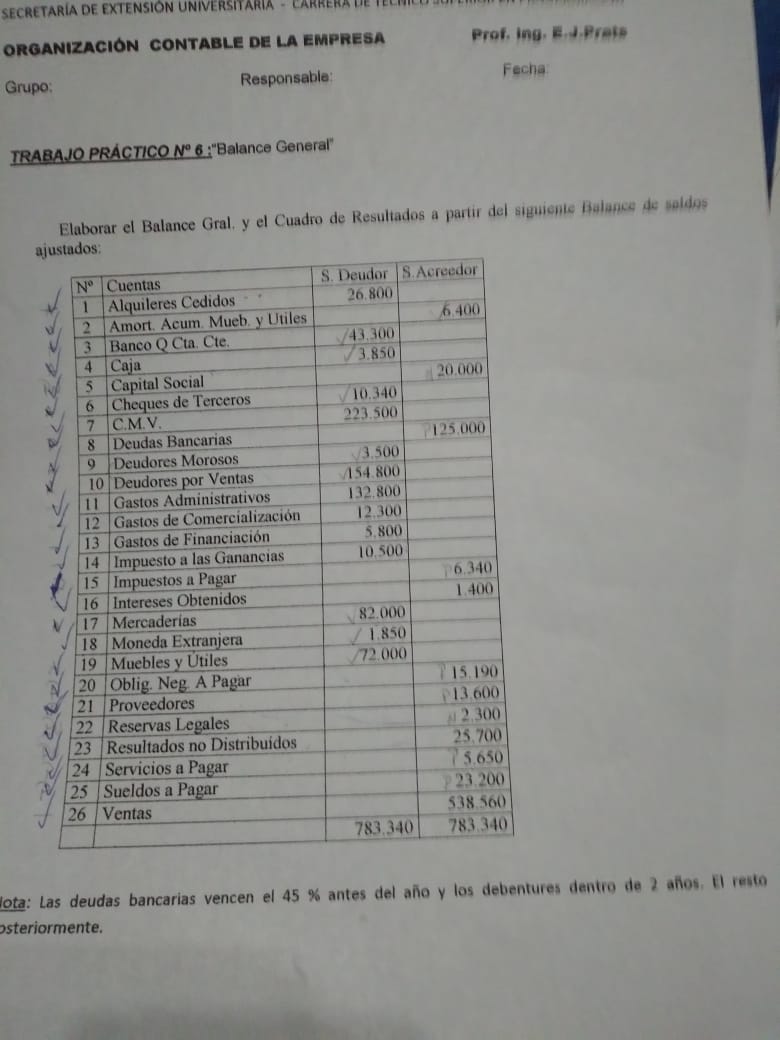 SECRETARÍA DE EXTENSIÓN UNIVERSITARIA - CARRERA DE TÉCNICO
ORGANIZACIÓN CONTABLE DE LA EMPRESA Prof. Ing. E.J.Prats
Grupo: Responsable: Fecha:
TRABAJO PRÁCTICO Nº 6 :"Balance General"
Elaborar el Balance Gral. y el Cuadro de Resultados a partir del siguiente Balance de saldos
ajustados:
Nº Cuentas S. Deudor S.Acreedor
1 Alquileres Cedidos 26.800
2 Amort. Acum. Mueb. y Utiles 6.400
3 Banco Q Cta. Cte. 43.300
4 Caja 3.850
5 Capital Social 20.000
6 Cheques de Terceros 10.340
7 C.M.V. 223.500
8 Deudas Bancarias 125.000
9 Deudores Morosos 3.500
10 Deudores por Ventas 154.800
11 Gastos Administrativos 132.800
12 Gastos de Comercialización 12.300
13 Gastos de Financiación 5.800
14 Impuesto a las Ganancias 10.500
15 Impuestos a Pagar 6.340
16 Intereses Obtenidos 1.400
17 Mercaderías 82.000
18 Moneda Extranjera 1.850
19 Muebles y Útiles 72.000
20 Oblig. Neg. A Pagar 15.190
21 Proveedores 13.600
22 Reservas Legales 2.300
23 Resultados no Distribuídos 25.700
24 Servicios a Pagar 5.650
25 Sueldos a Pagar 23.200
26 Ventas 538.560
783.340 783.340
Nota: Las deudas bancarias vencen el 45 % antes del año y los debentures dentro de 2 años. El resto
osteriormente.